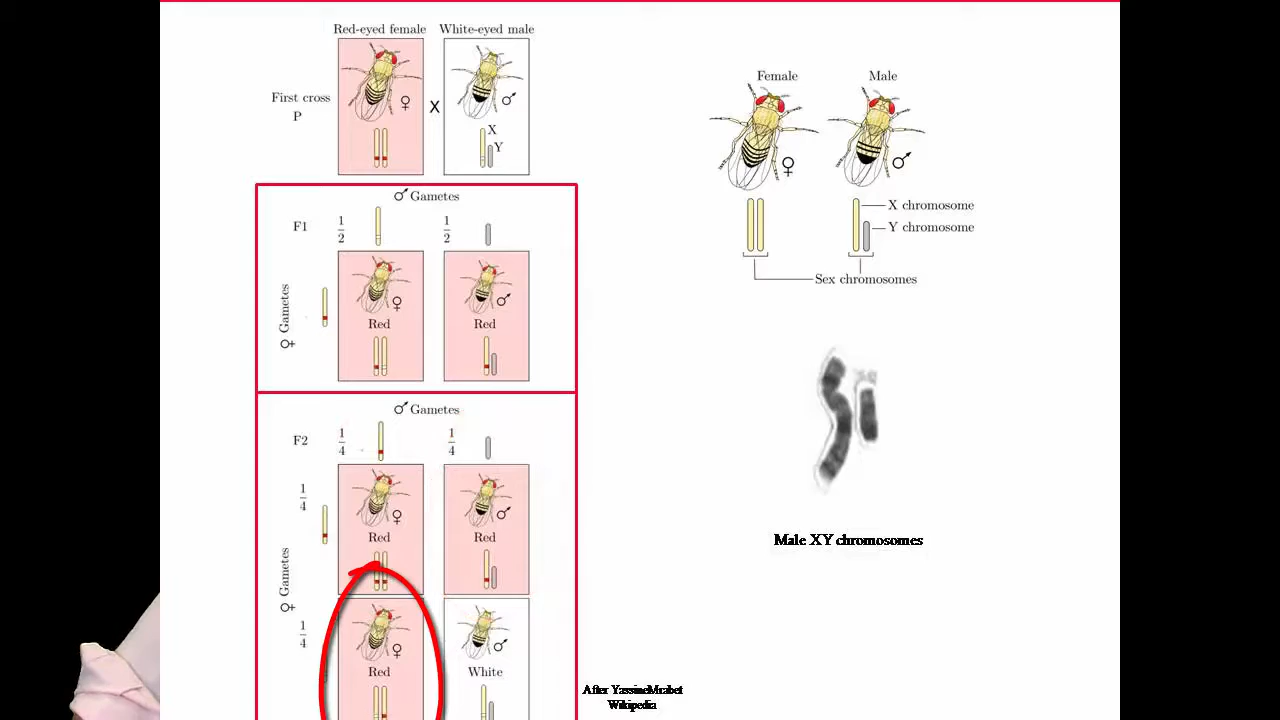 Red-eyed female White-eyed male
First cross
P
♀
X
♂
X
Y
♂ Gametes
F1
1/2
1/2
♀ Gametes
♀
♂
Red
Red
♂ Gametes
F2
1/4
1/4
1/4
♀
♂
Red
Red
♀ Gametes
1/4
♀
♂
Red
White
Female
Male
♀
♂
X chromosome
Y chromosome
Sex chromosomes
Male XY chromosomes
After YassineMrabet
Wikipedia